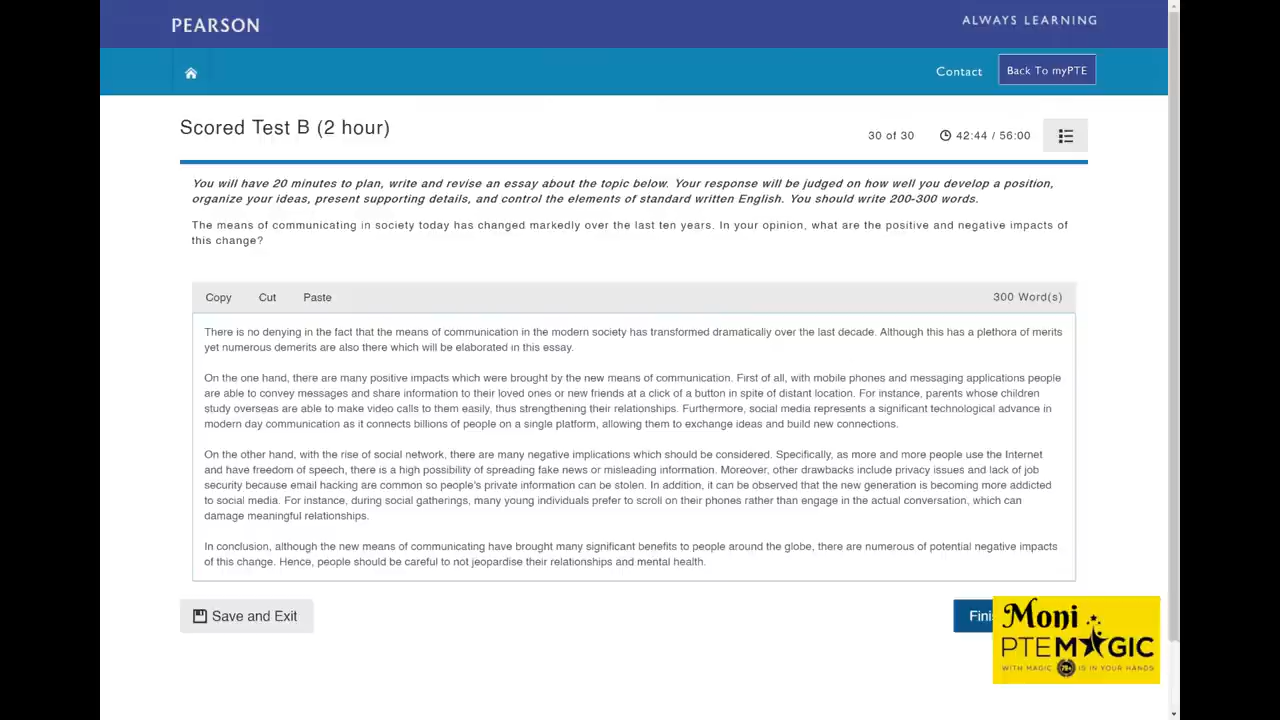 PEARSON
ALWAYS LEARNING
Contact
Back To myPTE
Scored Test B (2 hour)
30 of 30
42:44 / 56:00
You will have 20 minutes to plan, write and revise an essay about the topic below. Your response will be judged on how well you develop a position,
organize your ideas, present supporting details, and control the elements of standard written English. You should write 200-300 words.
The means of communicating in society today has changed markedly over the last ten years. In your opinion, what are the positive and negative impacts of
this change?
Copy Cut Paste
300 Word(s)
There is no denying in the fact that the means of communication in the modern society has transformed dramatically over the last decade. Although this has a plethora of merits
yet numerous demerits are also there which will be elaborated in this essay.
On the one hand, there are many positive impacts which were brought by the new means of communication. First of all, with mobile phones and messaging applications people
are able to convey messages and share information to their loved ones or new friends at a click of a button in spite of distant location. For instance, parents whose children
study overseas are able to make video calls to them easily, thus strengthening their relationships. Furthermore, social media represents a significant technological advance in
modern day communication as it connects billions of people on a single platform, allowing them to exchange ideas and build new connections.
On the other hand, with the rise of social network, there are many negative implications which should be considered. Specifically, as more and more people use the Internet
and have freedom of speech, there is a high possibility of spreading fake news or misleading information. Moreover, other drawbacks include privacy issues and lack of job
security because email hacking are common so people's private information can be stolen. In addition, it can be observed that the new generation is becoming more addicted
to social media. For instance, during social gatherings, many young individuals prefer to scroll on their phones rather than engage in the actual conversation, which can
damage meaningful relationships.
In conclusion, although the new means of communicating have brought many significant benefits to people around the globe, there are numerous of potential negative impacts
of this change. Hence, people should be careful to not jeopardise their relationships and mental health.
Save and Exit
Fini
Moni
PTEMAGIC
WITH MAGIC 79+ IS IN YOUR HANDS